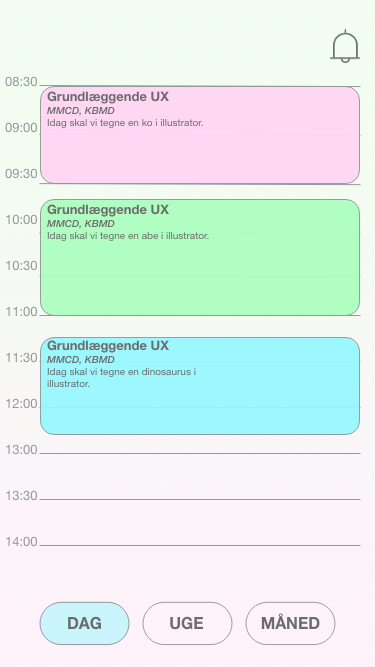 08:30
Grundlæggende UX
MMCD, KBMD
Idag skal vi tegne en ko i illustrator.
09:00
09:30
Grundlæggende UX
MMCD, KBMD
10:00
Idag skal vi tegne en abe i illustrator.
10:30
11:00
Grundlæggende UX
MMCD, KBMD
11:30
Idag skal vi tegne en dinosaurus i
illustrator.
12:00
13:00
13:30
14:00
DAG UGE MÅNED